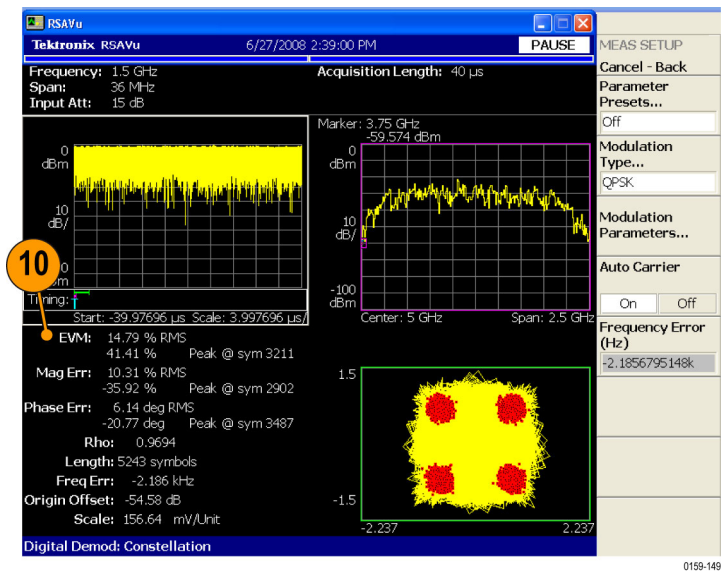 RSAVu
Tektronix RSAVu 6/27/2008 2:39:00 PM PAUSE
Frequency: 1.5 GHz Acquisition Length: 40 µs
Span: 36 MHz
Input Att: 15 dB
Marker: 3.75 GHz
-59.574 dBm
0
dBm
10
dB/
Timing:
Start: -39.97696 µs Scale: 3.997696 µs/
0
dBm
10
dB/
-100
dBm
Center: 5 GHz Span: 2.5 GHz
10
EVM: 14.79 % RMS
41.41 % Peak @ sym 3211
Mag Err: 10.31 % RMS
-35.92 % Peak @ sym 2902
Phase Err: 6.14 deg RMS
-20.77 deg Peak @ sym 3487
Rho: 0.9694
Length: 5243 symbols
Freq Err: -2.186 kHz
Origin Offset: -54.58 dB
Scale: 156.64 mV/Unit
1.5
-1.5
-2.237 2.237
Digital Demod: Constellation
MEAS SETUP
Cancel - Back
Parameter
Presets...
Off
Modulation
Type...
QPSK
Modulation
Parameters...
Auto Carrier
On Off
Frequency Error
(Hz)
-2.1856795148k
0159-149